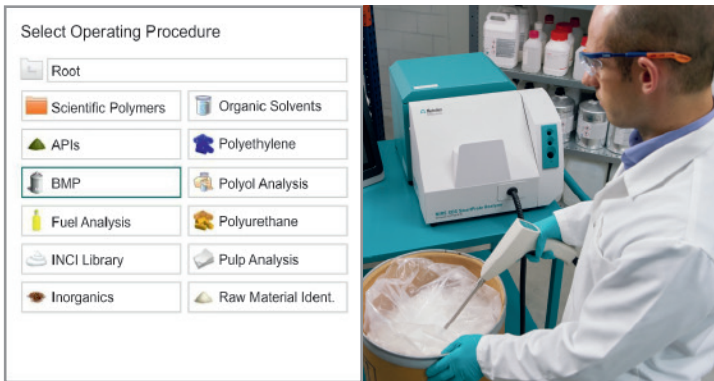 Select Operating Procedure
Root
Scientific Polymers
Organic Solvents
APIs
Polyethylene
BMP
Polyol Analysis
Fuel Analysis
Polyurethane
INCI Library
Pulp Analysis
Inorganics
Raw Material Ident.
Metrohm